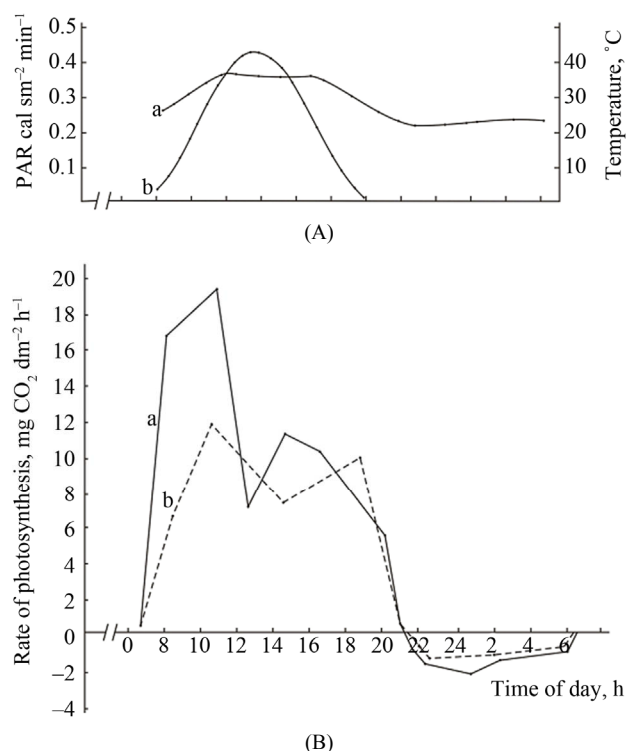 PAR cal sm⁻² min⁻¹
0.5
0.4
0.3
0.2
0.1
a
b
40
30
20
10
Temperature, °C
(A)
Rate of photosynthesis, mg CO₂ dm⁻² h⁻¹
20
18
16
14
12
10
8
6
4
2
0
–2
–4
a
b
0 8 10 12 14 16 18 20 22 24 2 4 6
Time of day, h
(B)